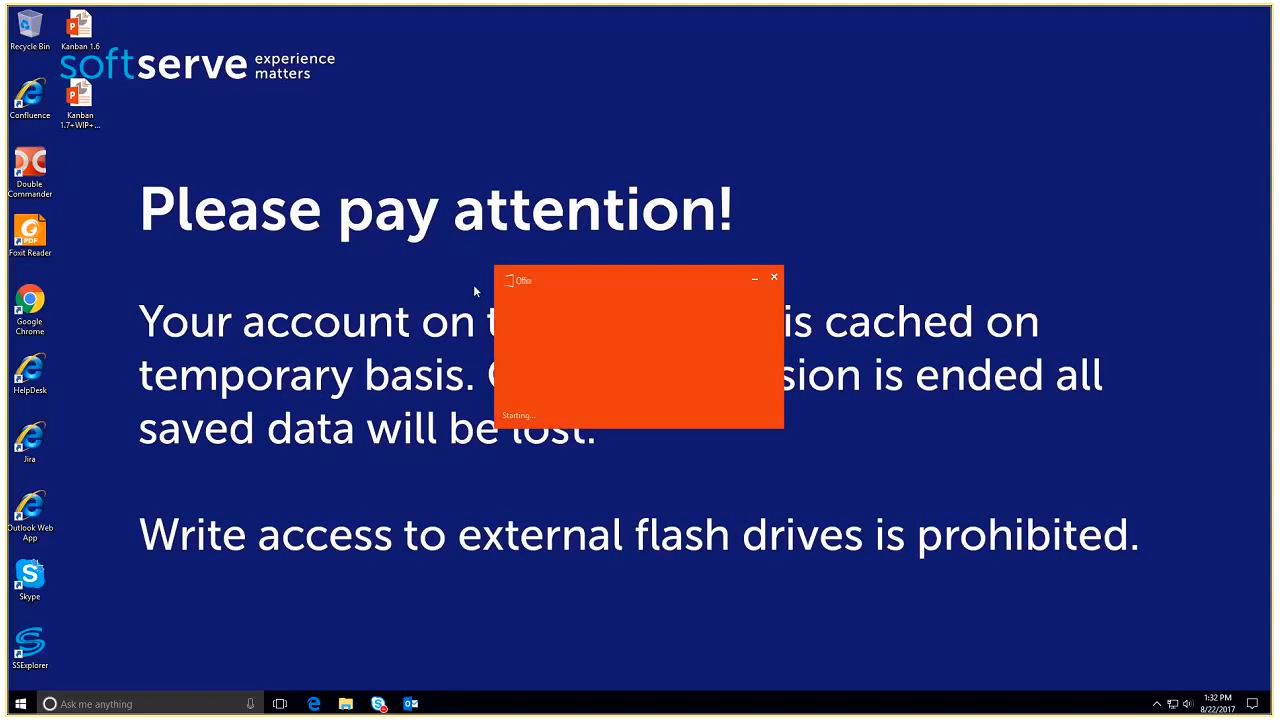 Recycle Bin
Kanban 1.6
softserve experience
matters
Confluence
Kanban
1.7+WIP+...
Double
Commander
Foxit Reader
Google
Chrome
HelpDesk
Jira
Outlook Web
App
Skype
SSExplorer
Please pay attention!
Your account on
is cached on
temporary basis.
sion is ended all
saved data will be lost.
Write access to external flash drives is prohibited.
Starting...
Ask me anything
1:32 PM
8/22/2017